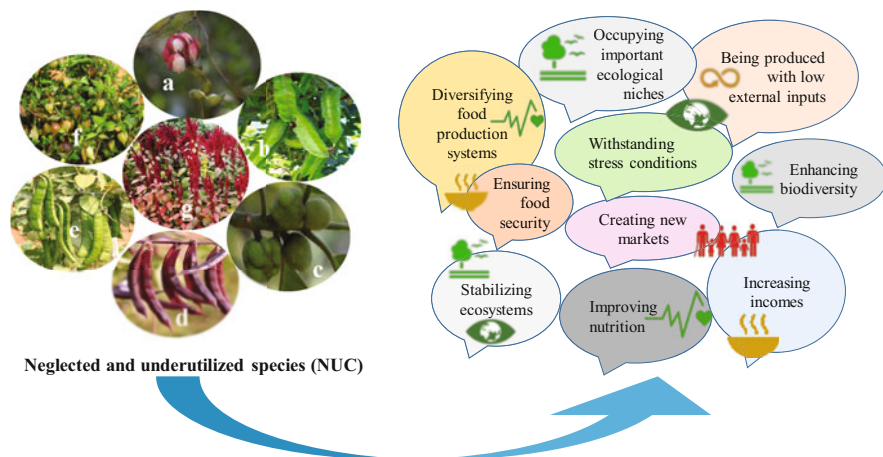 a
b
c
d
e
f
g
Neglected and underutilized species (NUC)
Occupying
important
ecological
niches
Being produced
with low
external inputs
Diversifying
food
production
systems
Withstanding
stress conditions
Enhancing
biodiversity
Ensuring
food
security
Creating new
markets
Stabilizing
ecosystems
Improving
nutrition
Increasing
incomes